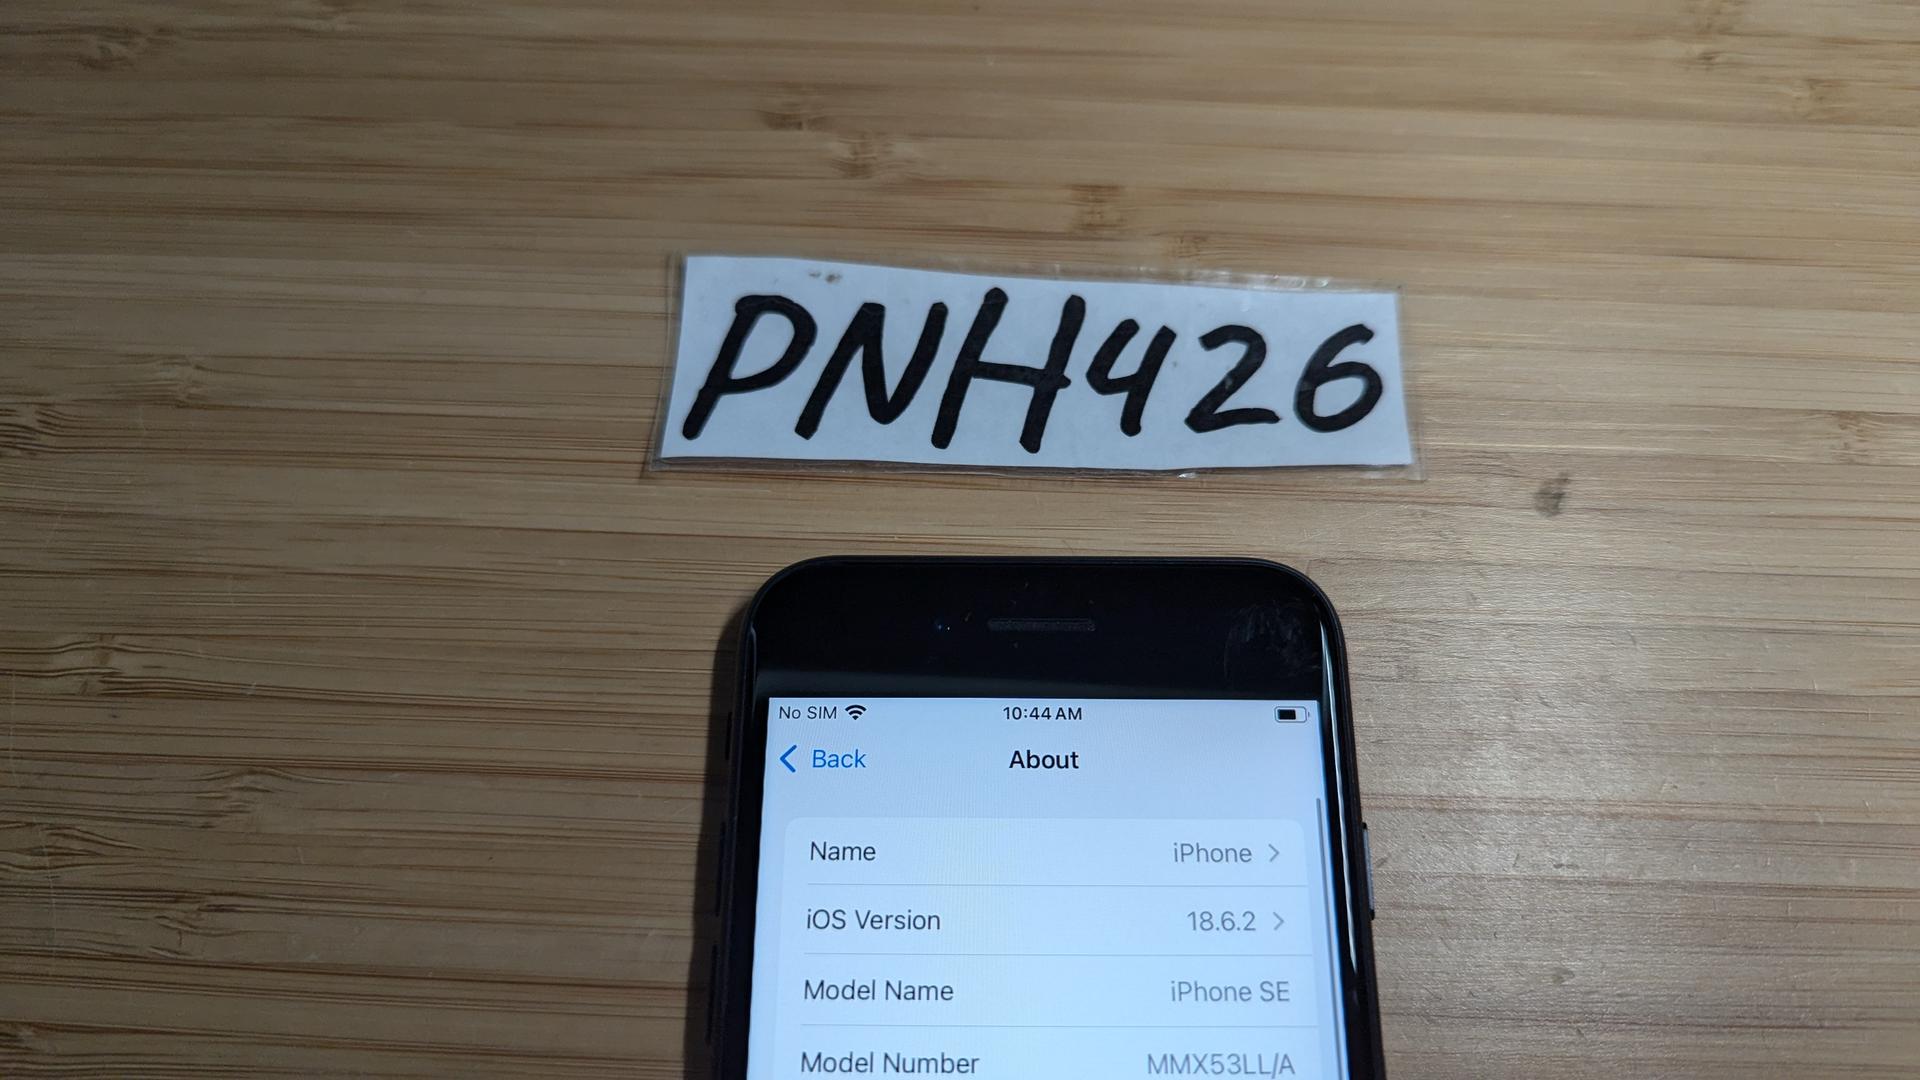 PNH426
No SIM 10:44 AM
Back About
Name iPhone
iOS Version 18.6.2
Model Name iPhone SE
Model Number MMX53LL/A